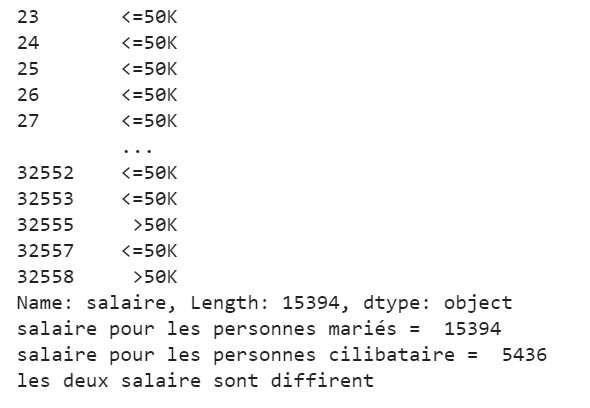 23 <=50K
24 <=50K
25 <=50K
26 <=50K
27 <=50K
...
32552 <=50K
32553 <=50K
32555 >50K
32557 <=50K
32558 >50K
Name: salaire, Length: 15394, dtype: object
salaire pour les personnes mariés = 15394
salaire pour les personnes cilibataire = 5436
les deux salaire sont diffirent